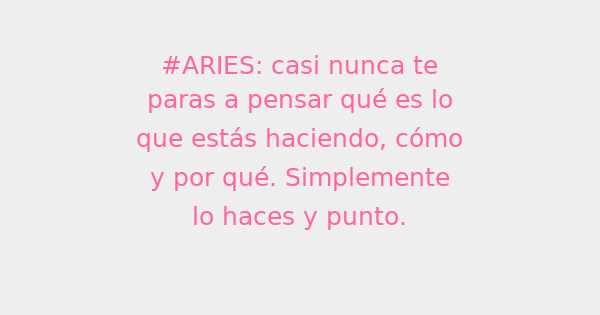 #ARIES: casi nunca te
paras a pensar qué es lo
que estás haciendo, cómo
y por qué. Simplemente
lo haces y punto.